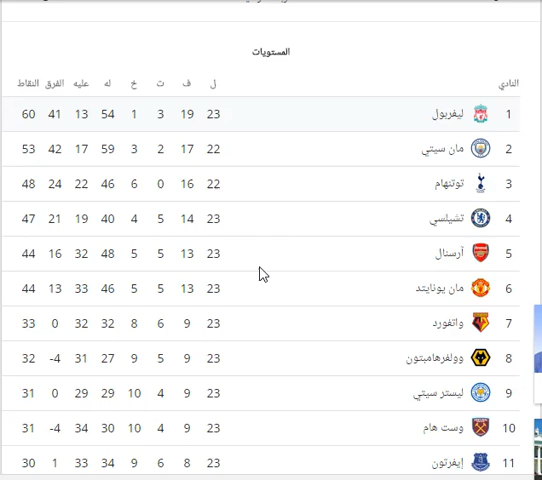 المستويات
النادي ل ف ت خ له عليه الفرق النقاط
1 ليفربول 23 19 3 1 54 13 41 60
2 مان سيتي 22 17 2 3 59 17 42 53
3 توتنهام 22 16 0 6 46 22 24 48
4 تشيلسي 23 14 5 4 40 19 21 47
5 آرسنال 23 13 5 5 48 32 16 44
6 مان يونايتد 23 13 5 5 46 33 13 44
7 واتفورد 23 9 6 8 32 32 0 33
8 وولفرهامبتون 23 9 5 9 27 31 -4 32
9 ليستر سيتي 23 9 4 10 29 29 0 31
10 وست هام 23 9 4 10 30 34 -4 31
11 إيفرتون 23 8 6 9 34 33 1 30